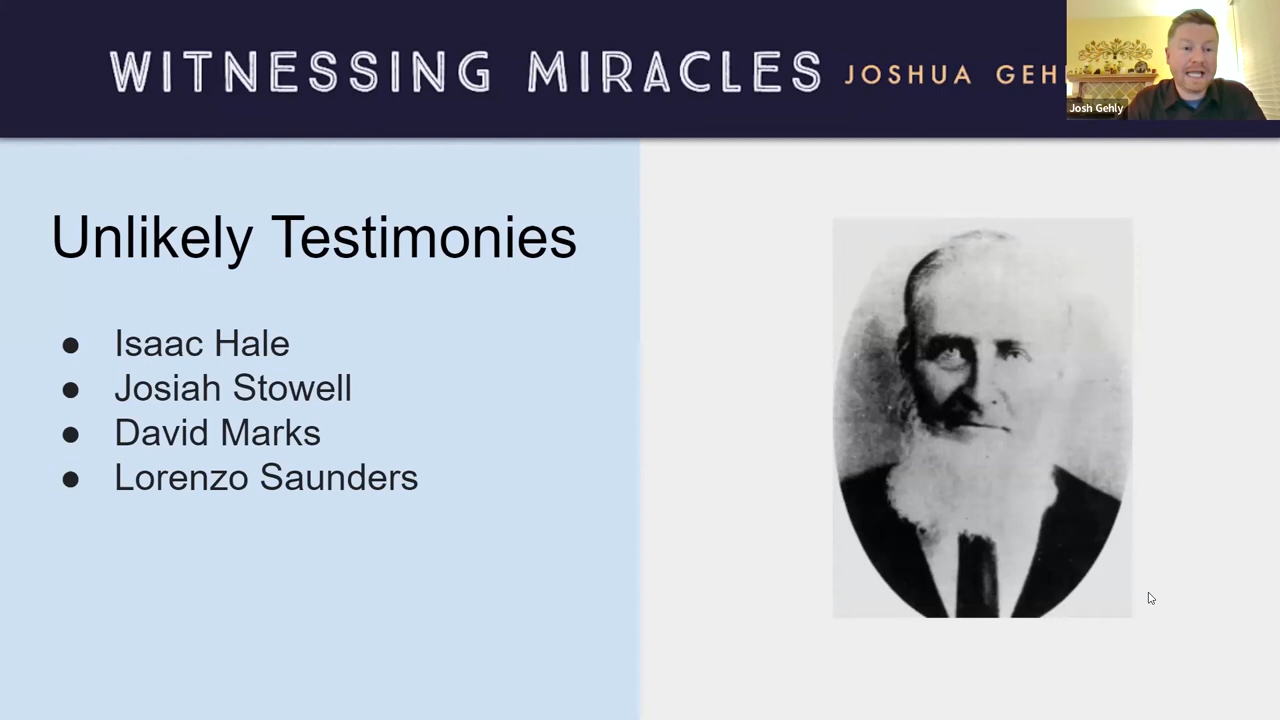 WITNESSING MIRACLES JOSHUA GEH
Josh Gehly
Unlikely Testimonies
● Isaac Hale
● Josiah Stowell
● David Marks
● Lorenzo Saunders